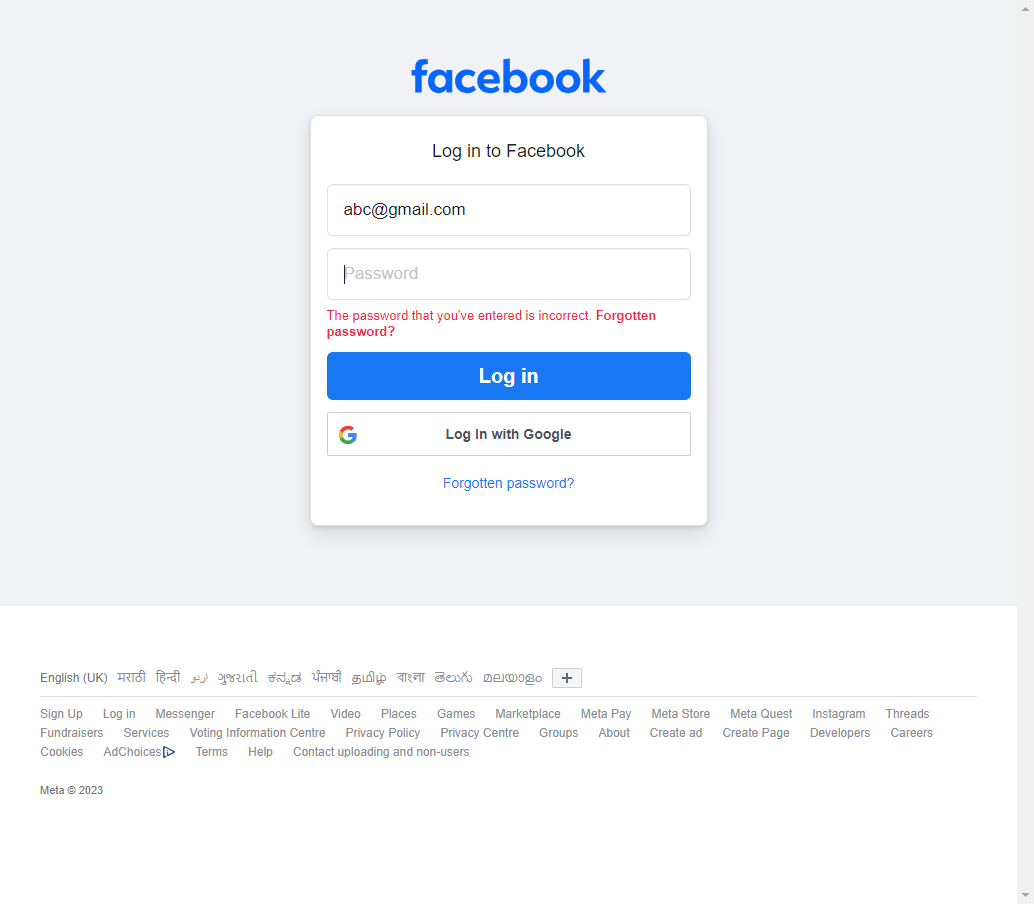 facebook
Log in to Facebook
abc@gmail.com
Password
The password that you've entered is incorrect. Forgotten
password?
Log in
Log In with Google
Forgotten password?
English (UK) मराठी हिन्दी اردو ગુજરાતી ಕನ್ನಡ ਪੰਜਾਬੀ தமிழ் বাংলা తెలుగు മലയാളം
Sign Up Log in Messenger Facebook Lite Video Places Games Marketplace Meta Pay Meta Store Meta Quest Instagram Threads
Fundraisers Services Voting Information Centre Privacy Policy Privacy Centre Groups About Create ad Create Page Developers Careers
Cookies AdChoices Terms Help Contact uploading and non-users
Meta © 2023